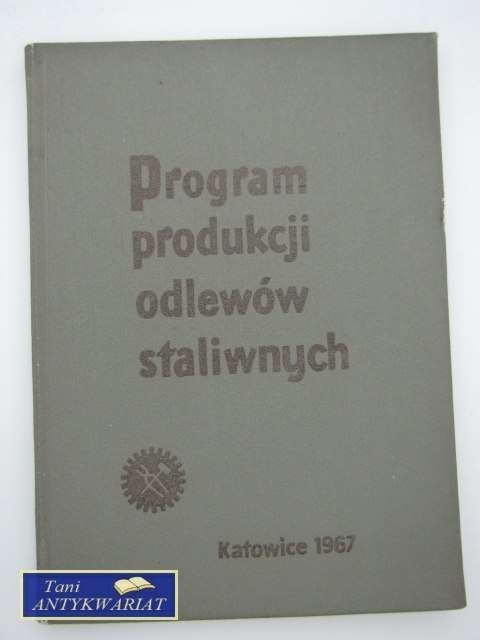 Program
produkcji
odlewów
staliwnych
Katowice 1967
Tani
ANTYKWARIAT